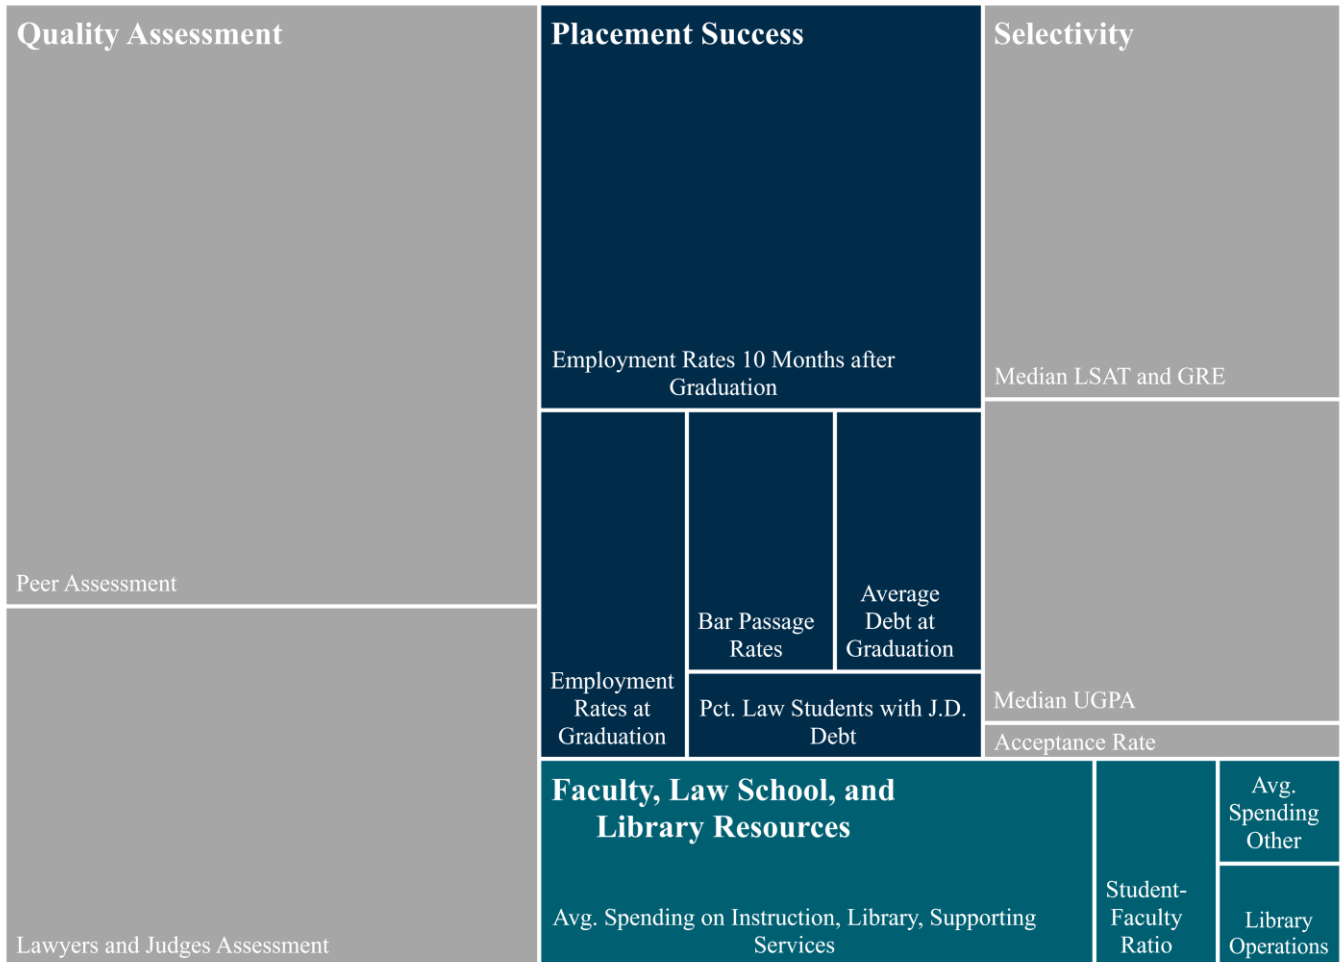 Quality Assessment
Peer Assessment
Lawyers and Judges Assessment
Placement Success
Employment Rates 10 Months after
Graduation
Employment
Rates at
Graduation
Bar Passage
Rates
Average
Debt at
Graduation
Pct. Law Students with J.D.
Debt
Selectivity
Median LSAT and GRE
Median UGPA
Acceptance Rate
Faculty, Law School, and
Library Resources
Avg. Spending on Instruction, Library, Supporting
Services
Student-
Faculty
Ratio
Avg.
Spending
Other
Library
Operations